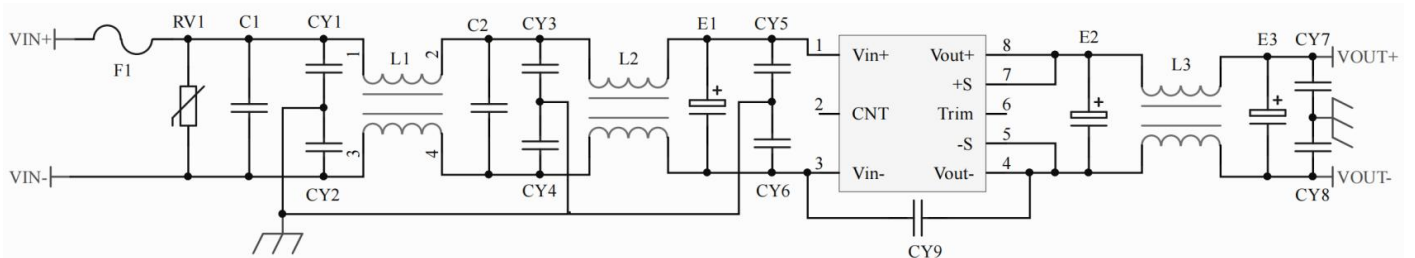 VIN+
F1
RV1
C1
CY1
1
2
L1
3
4
CY2
C2
CY3
CY4
L2
E1
CY5
CY6
1 Vin+
2 CNT
3 Vin-
Vout+ 8
+S 7
Trim 6
-S 5
Vout- 4
CY9
E2
L3
E3
CY7
VOUT+
CY8
VOUT-
VIN-